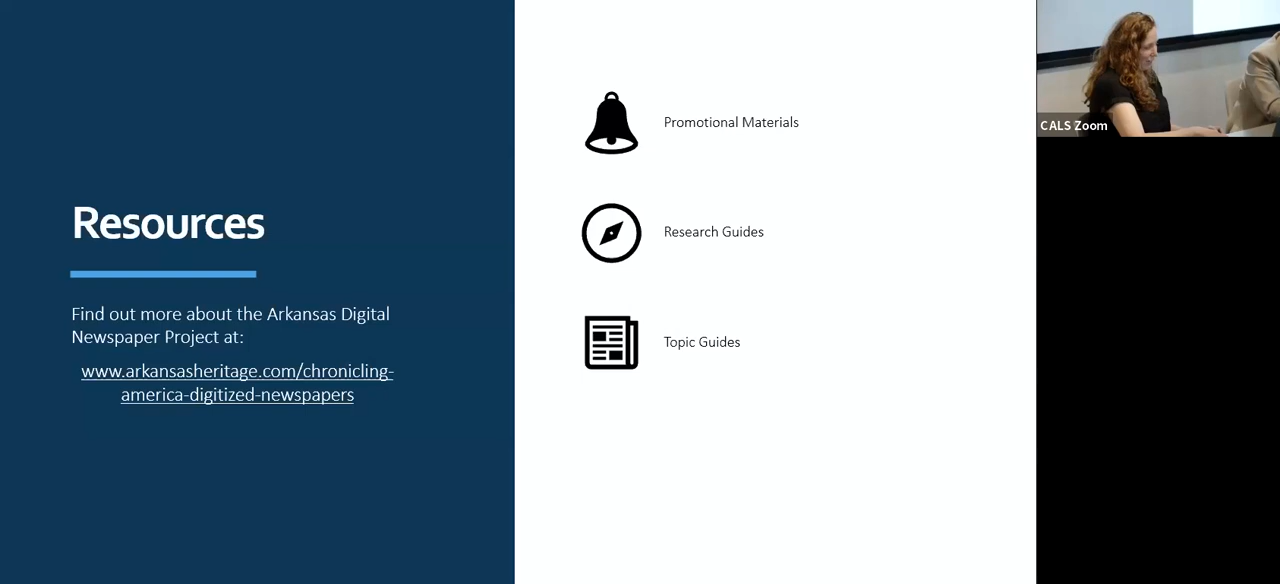 Resources
Find out more about the Arkansas Digital
Newspaper Project at:
www.arkansasheritage.com/chronicling-
america-digitized-newspapers
Promotional Materials
Research Guides
Topic Guides
CALS Zoom